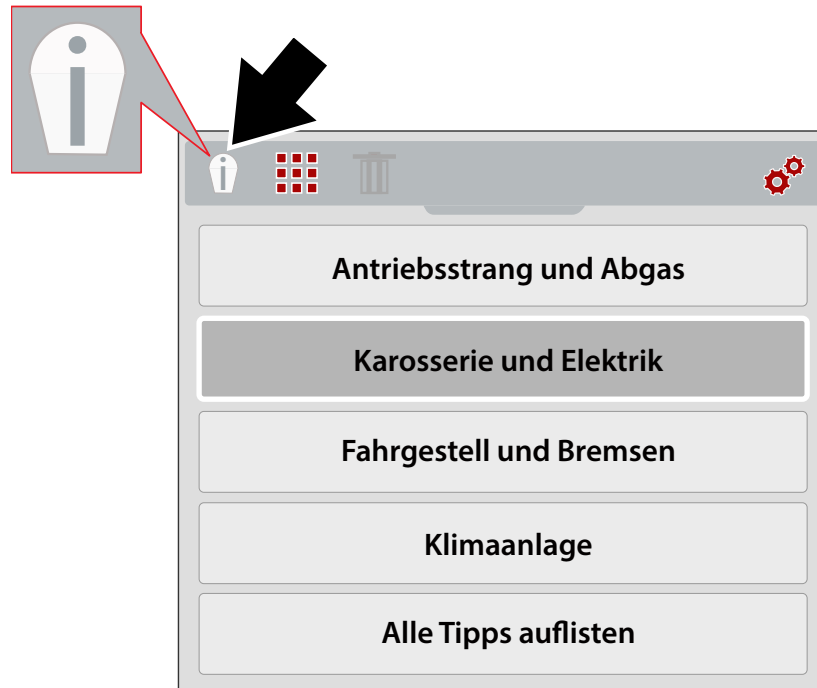 Antriebsstrang und Abgas
Karosserie und Elektrik
Fahrgestell und Bremsen
Klimaanlage
Alle Tipps auflisten